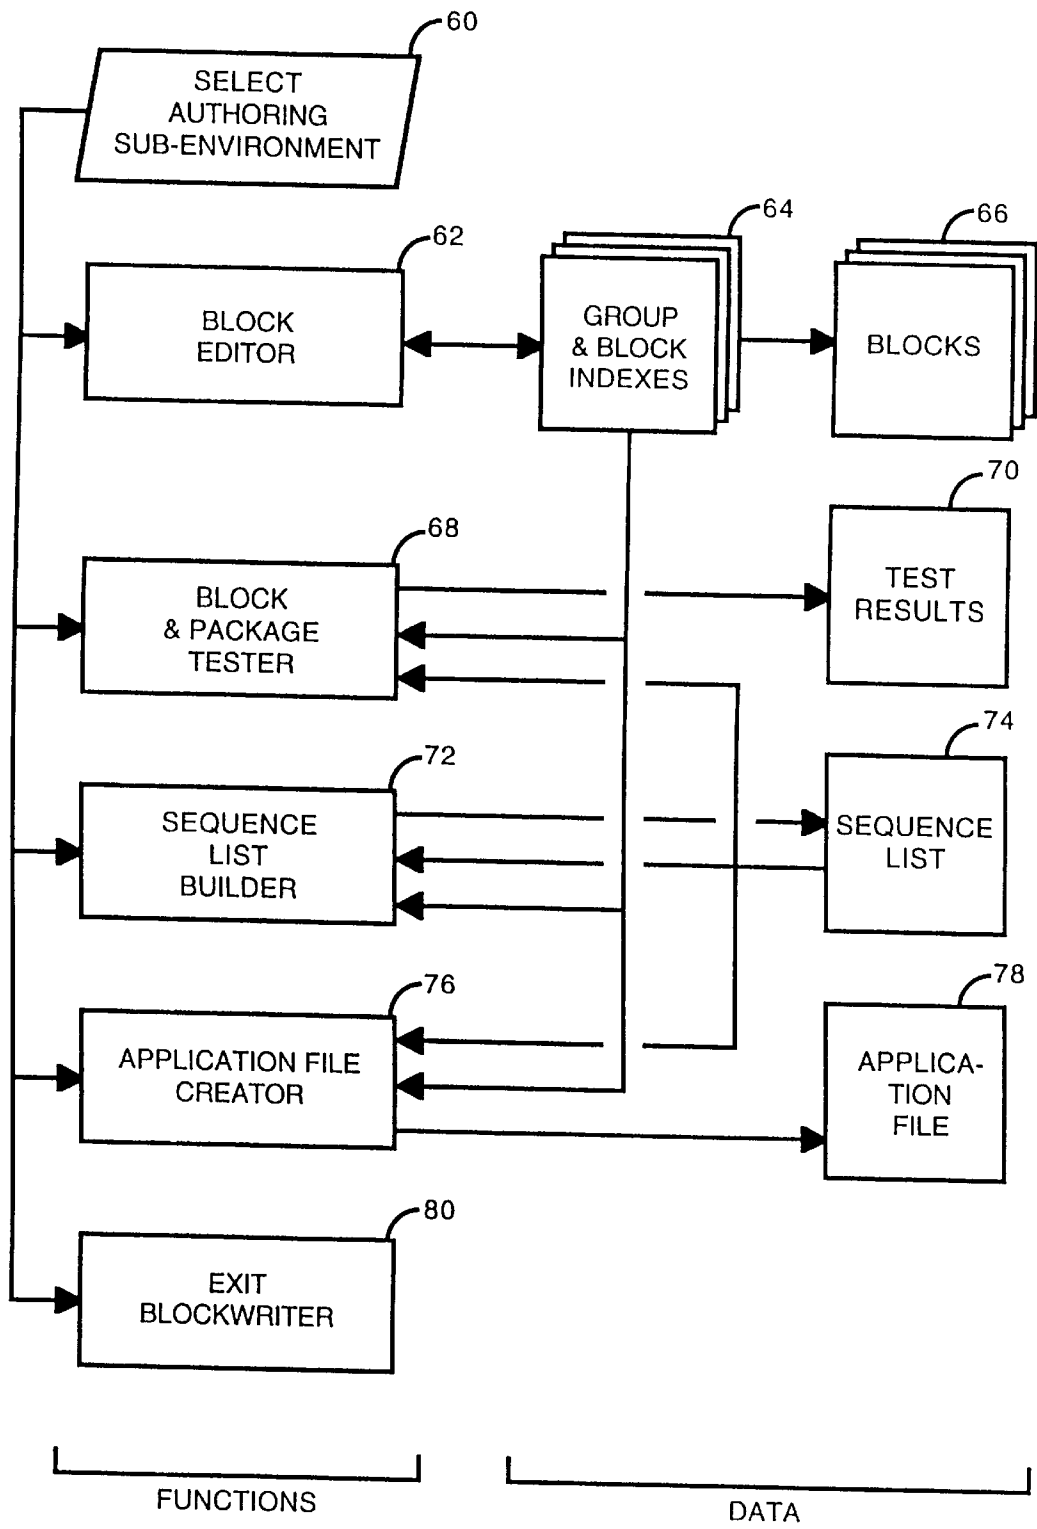 60
SELECT
AUTHORING
SUB-ENVIRONMENT
62
BLOCK
EDITOR
64
GROUP
& BLOCK
INDEXES
66
BLOCKS
68
BLOCK
& PACKAGE
TESTER
70
TEST
RESULTS
72
SEQUENCE
LIST
BUILDER
74
SEQUENCE
LIST
76
APPLICATION FILE
CREATOR
78
APPLICA-
TION
FILE
80
EXIT
BLOCKWRITER
FUNCTIONS
DATA